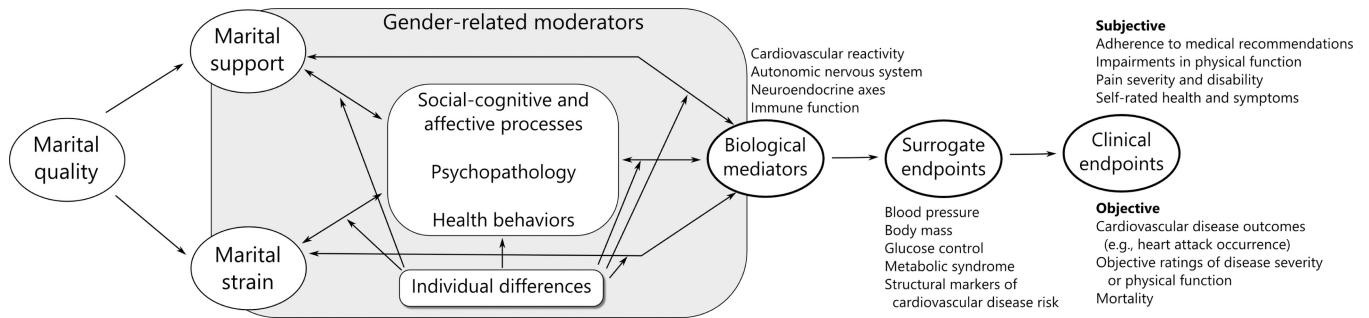 Gender-related moderators
Marital
support
Marital
quality
Marital
strain
Social-cognitive and
affective processes
Psychopathology
Health behaviors
Individual differences
Cardiovascular reactivity
Autonomic nervous system
Neuroendocrine axes
Immune function
Biological
mediators
Surrogate
endpoints
Blood pressure
Body mass
Glucose control
Metabolic syndrome
Structural markers of
cardiovascular disease risk
Subjective
Adherence to medical recommendations
Impairments in physical function
Pain severity and disability
Self-rated health and symptoms
Clinical
endpoints
Objective
Cardiovascular disease outcomes
(e.g., heart attack occurrence)
Objective ratings of disease severity
or physical function
Mortality